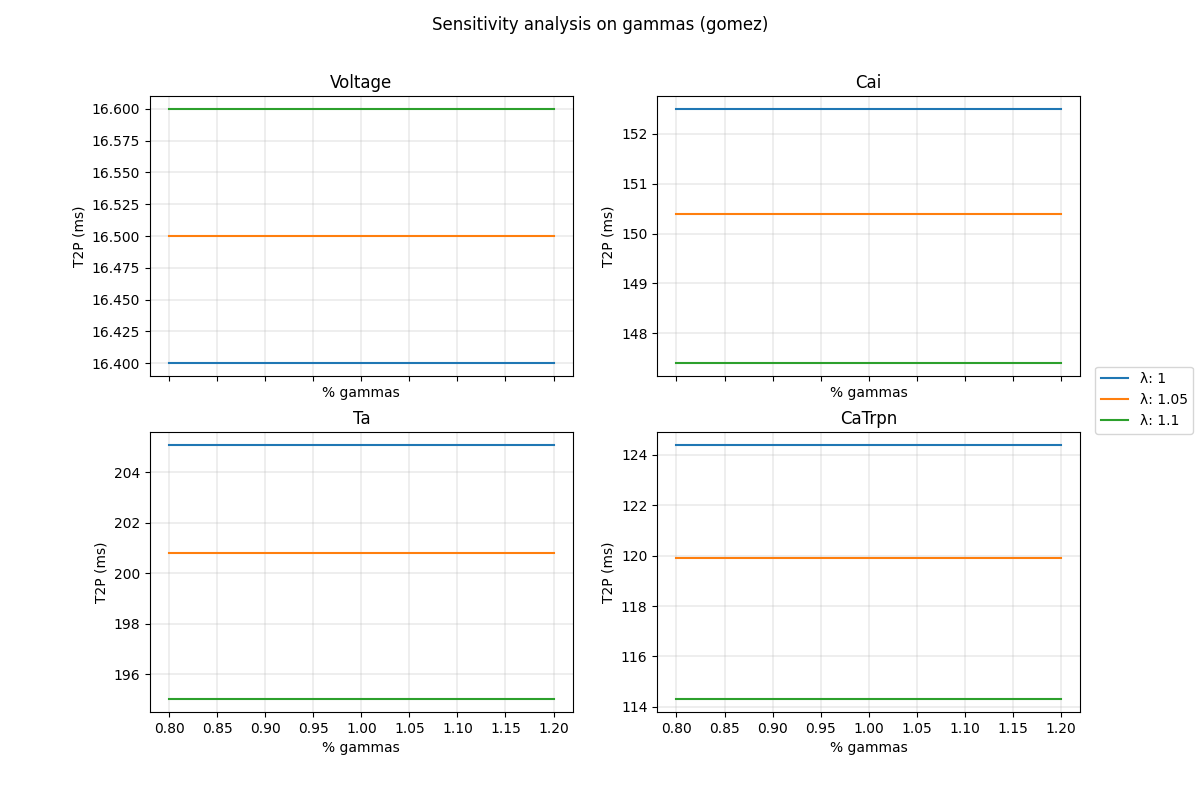 Sensitivity analysis on gammas (gomez)
Voltage
16.600
16.575
16.550
16.525
16.500
16.475
16.450
16.425
16.400
T2P (ms)
% gammas
Cai
152
151
150
149
148
T2P (ms)
% gammas
λ: 1
λ: 1.05
λ: 1.1
Ta
204
202
200
198
196
T2P (ms)
0.80 0.85 0.90 0.95 1.00 1.05 1.10 1.15 1.20
% gammas
CaTrpn
124
122
120
118
116
114
T2P (ms)
0.80 0.85 0.90 0.95 1.00 1.05 1.10 1.15 1.20
% gammas